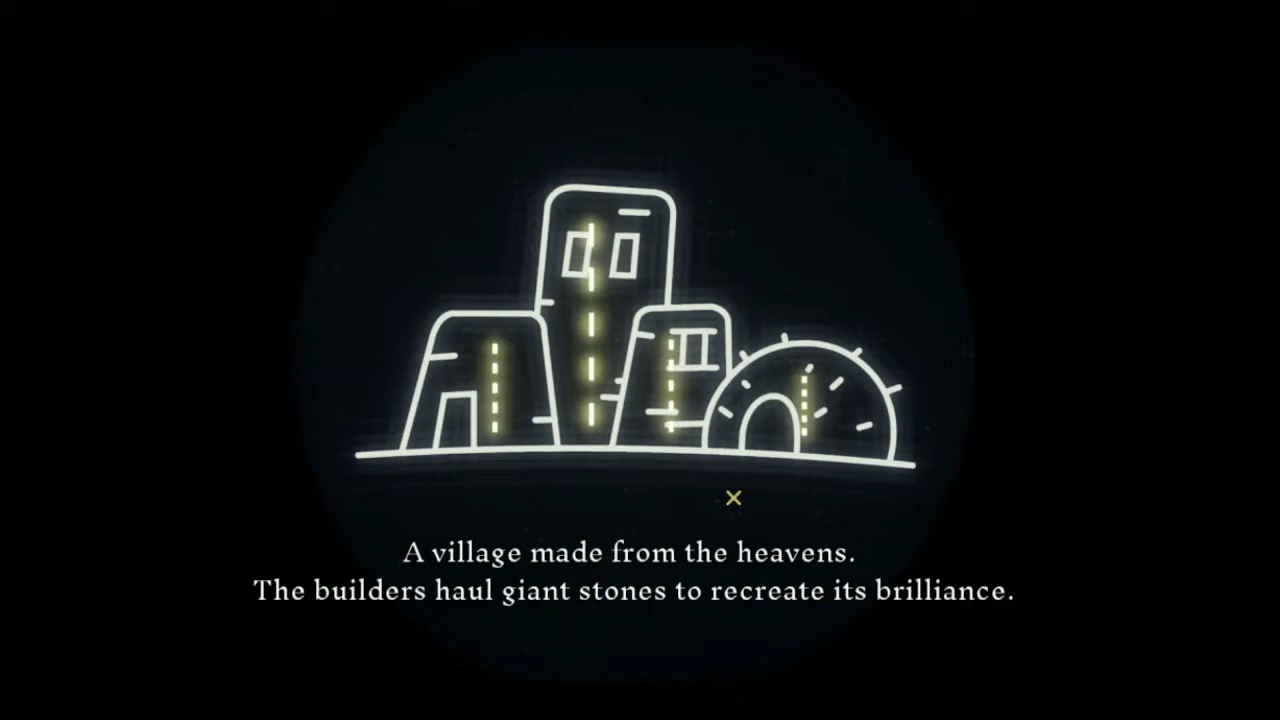 A village made from the heavens.
The builders haul giant stones to recreate its brilliance.